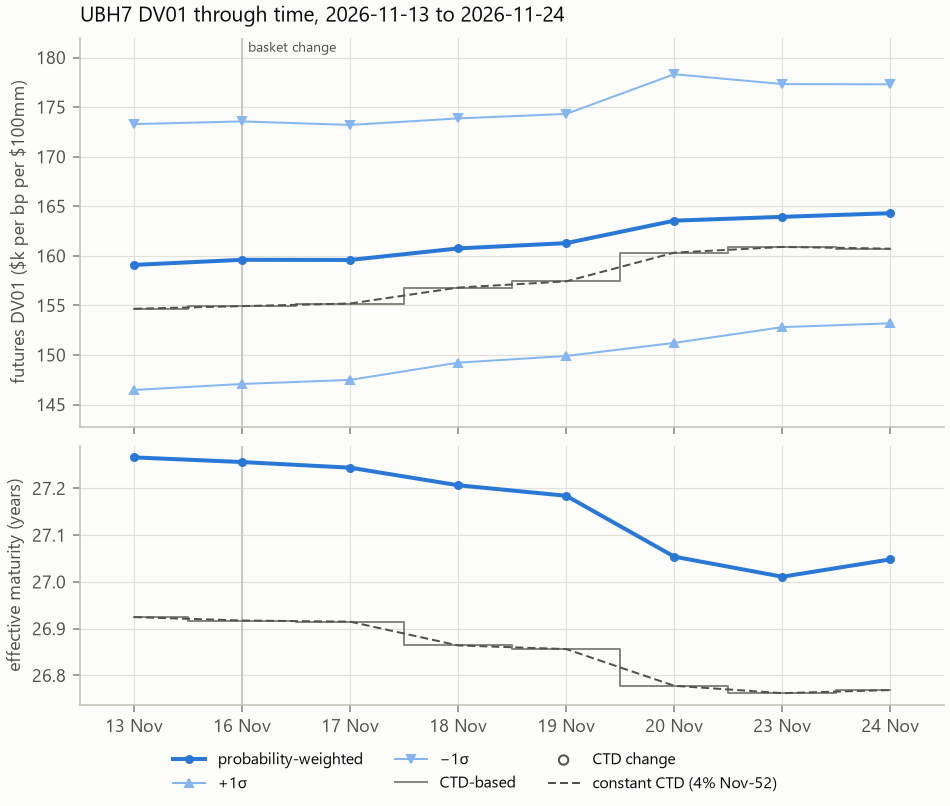 UBH7 DV01 through time, 2026-11-13 to 2026-11-24
basket change
futures DV01 ($k per bp per $100mm)
180
175
170
165
160
155
150
145
effective maturity (years)
27.2
27.1
27.0
26.9
26.8
13 Nov 16 Nov 17 Nov 18 Nov 19 Nov 20 Nov 23 Nov 24 Nov
probability-weighted −1σ CTD change
+1σ CTD-based constant CTD (4% Nov-52)